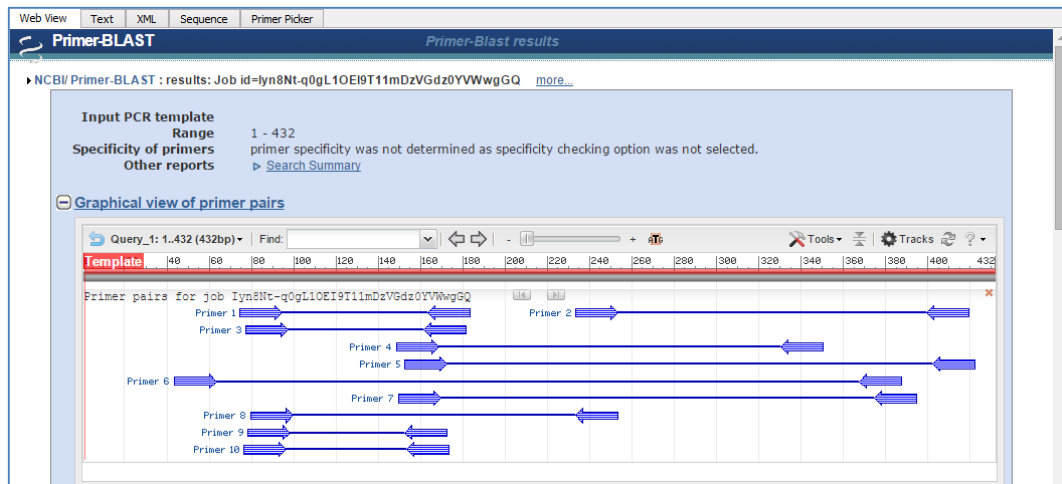 Web View Text XML Sequence Primer Picker
Primer-BLAST Primer-Blast results
NCBI/ Primer-BLAST : results: Job id=Iyn8Nt-q0gL1OEI9T11mDzVGdz0YVWwgGQ more...
Input PCR template
Range 1 - 432
Specificity of primers primer specificity was not determined as specificity checking option was not selected.
Other reports Search Summary
Graphical view of primer pairs
Query_1: 1..432 (432bp) Find: - + Tools Tracks ?
Template 40 60 80 100 120 140 160 180 200 220 240 260 280 300 320 340 360 380 400 432
Primer pairs for job Iyn8Nt-q0gL1OEI9T11mDzVGdz0YVWwgGQ
Primer 1 Primer 2
Primer 3
Primer 4
Primer 5
Primer 6
Primer 7
Primer 8
Primer 9
Primer 10